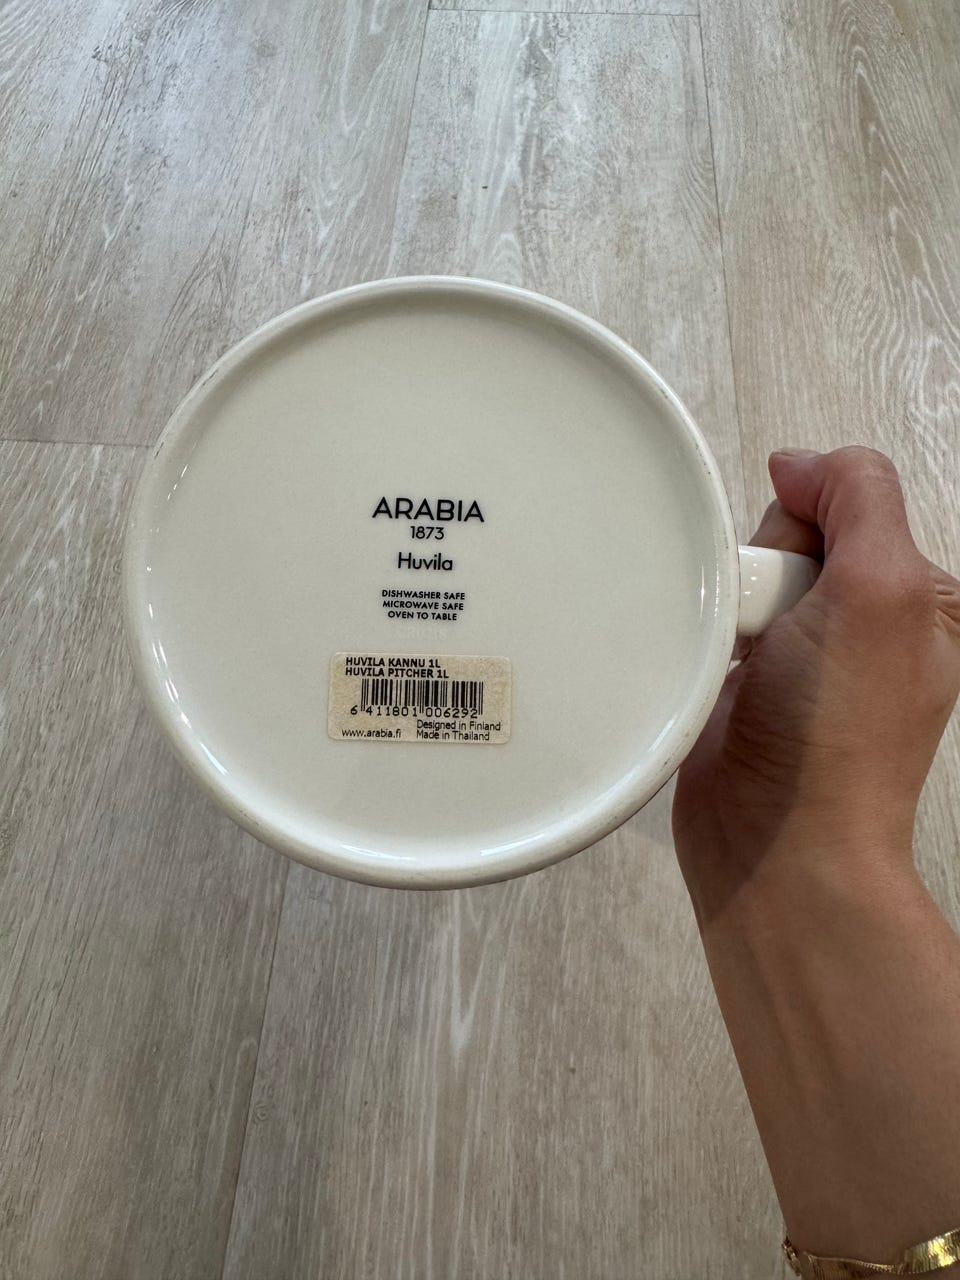 ARABIA
1873
Huvila
DISHWASHER SAFE
MICROWAVE SAFE
OVEN TO TABLE
HUVILA KANNU 1L
HUVILA PITCHER 1L
6 411801 006292
Designed in Finland
www.arabia.fi Made in Thailand